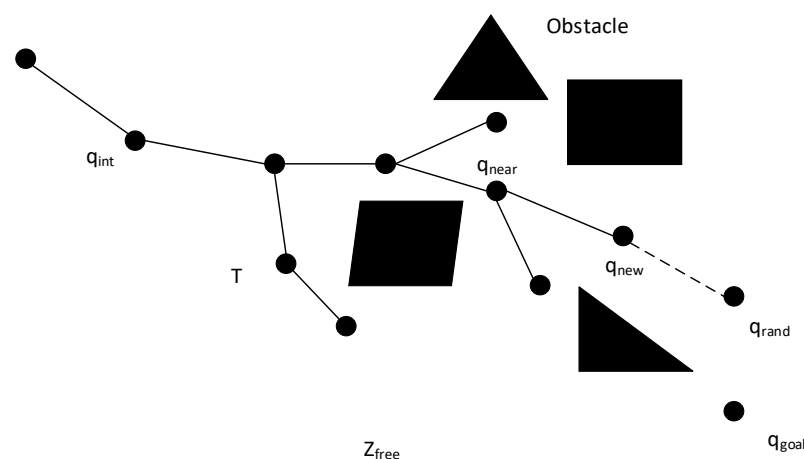 Obstacle
q_int
q_near
T
q_new
q_rand
q_goal
Z_free